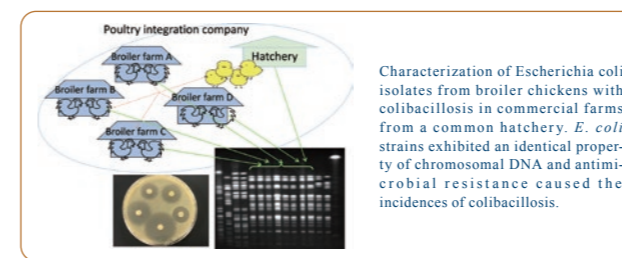 Poultry integration company
Hatchery
Broiler farm A
Broiler farm B
Broiler farm D
Broiler farm C
Characterization of Escherichia coli
isolates from broiler chickens with
colibacillosis in commercial farms
from a common hatchery. E. coli
strains exhibited an identical proper-
ty of chromosomal DNA and antimi-
crobial resistance caused the
incidences of colibacillosis.